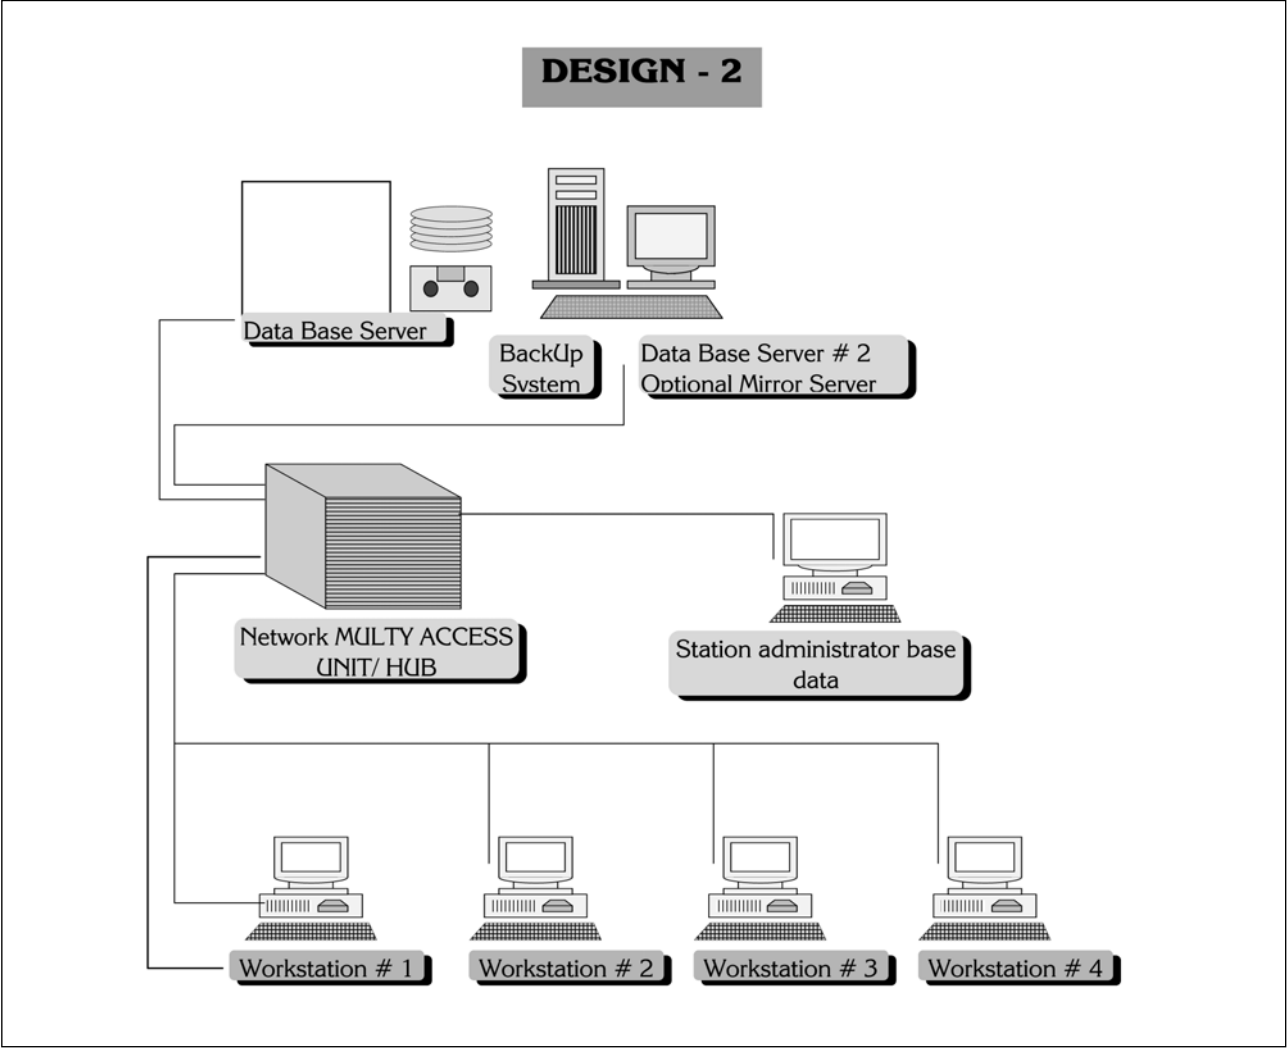 DESIGN - 2
Data Base Server
BackUp
System
Data Base Server # 2
Optional Mirror Server
Network MULTY ACCESS
UNIT/ HUB
Station administrator base
data
Workstation # 1
Workstation # 2
Workstation # 3
Workstation # 4